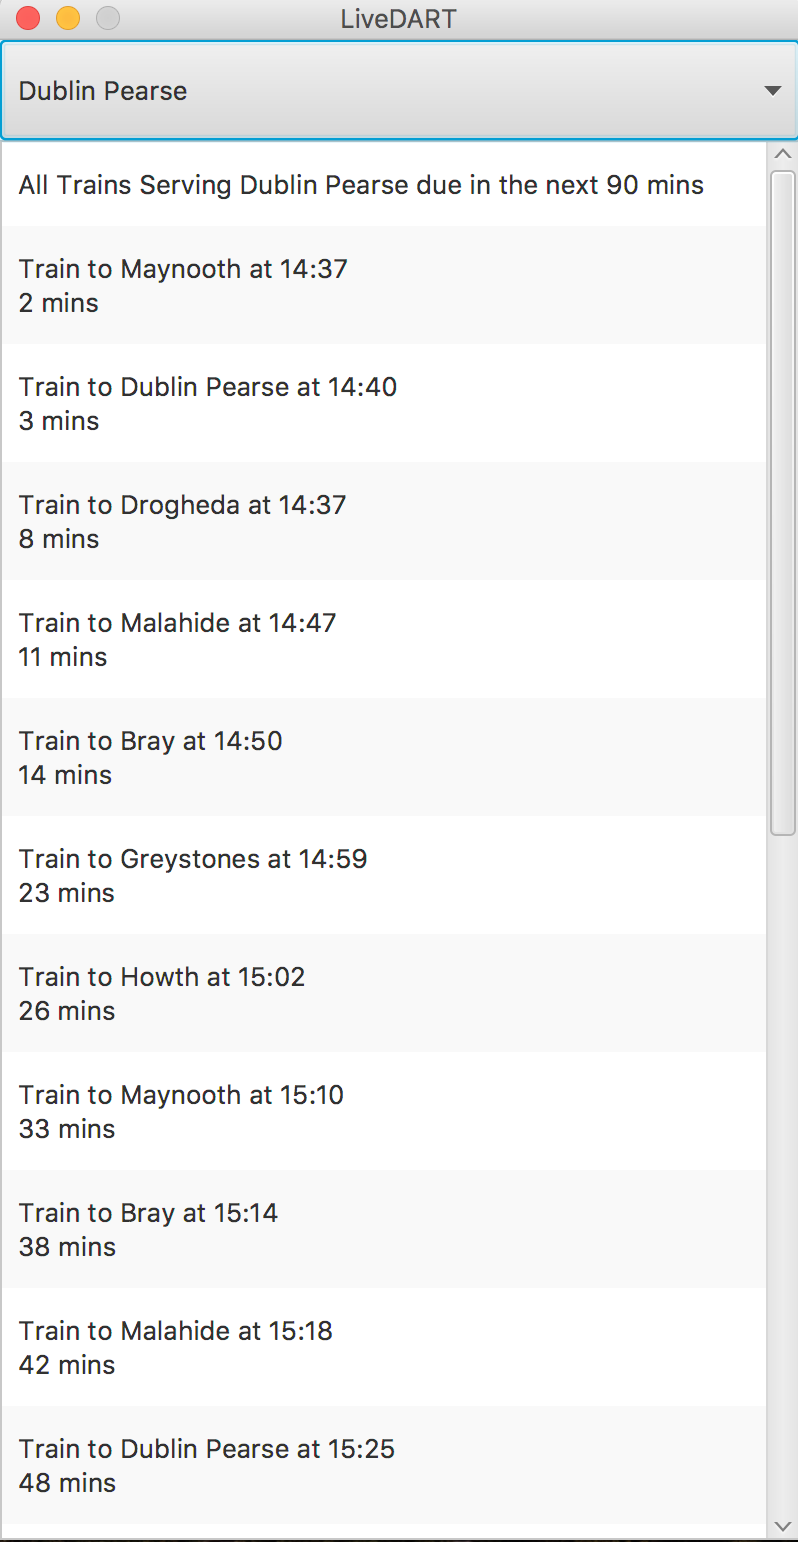 LiveDART
Dublin Pearse
All Trains Serving Dublin Pearse due in the next 90 mins
Train to Maynooth at 14:37
2 mins
Train to Dublin Pearse at 14:40
3 mins
Train to Drogheda at 14:37
8 mins
Train to Malahide at 14:47
11 mins
Train to Bray at 14:50
14 mins
Train to Greystones at 14:59
23 mins
Train to Howth at 15:02
26 mins
Train to Maynooth at 15:10
33 mins
Train to Bray at 15:14
38 mins
Train to Malahide at 15:18
42 mins
Train to Dublin Pearse at 15:25
48 mins